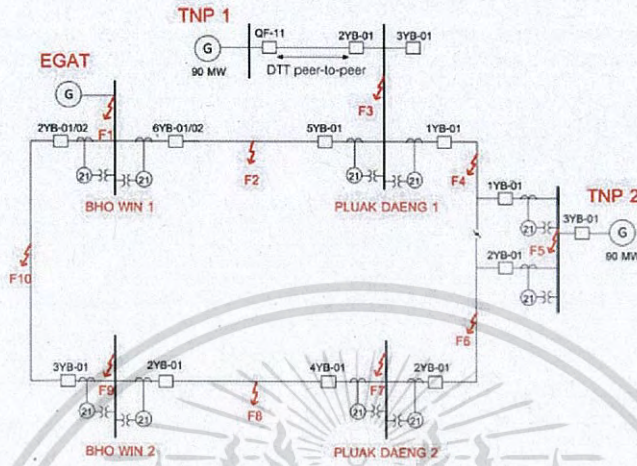 TNP 1
QF-11 2YB-01 3YB-01
G
90 MW
DTT peer-to-peer
EGAT
G
F3
2YB-01/02 F1 6YB-01/02 5YB-01 1YB-01
21 21 F2 21 21 F4
BHO WIN 1 PLUAK DAENG 1
1YB-01 TNP 2
21 3YB-01
F5 G
90 MW
2YB-01
21
F10
F6
3YB-01 F9 2YB-01 4YB-01 F7 2YB-01
21 21 F8 21 21
BHO WIN 2 PLUAK DAENG 2